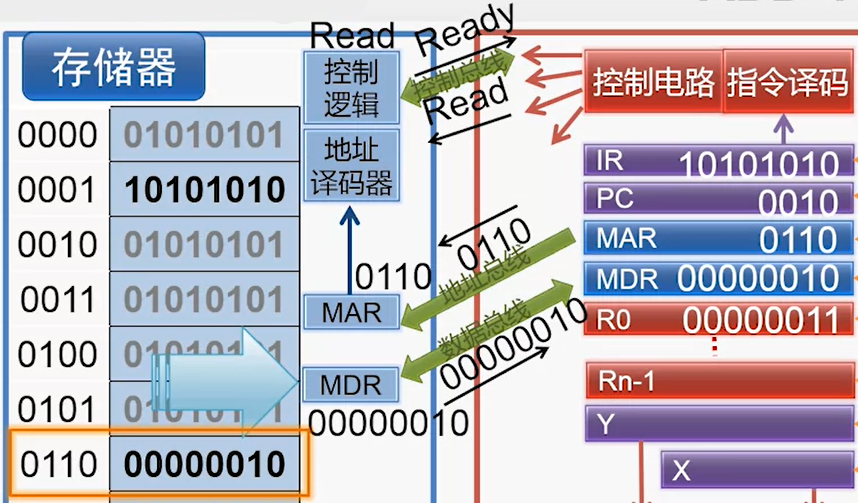 存储器
0000 01010101
0001 10101010
0010 01010101
0011 01010101
0100 01010101
0101 01010101
0110 00000010
Read
控制
逻辑
地址
译码器
0110
MAR
MDR
00000010
Ready
控制总线
Read
0110
地址总线
数据总线
00000010
控制电路 指令译码
IR 10101010
PC 0010
MAR 0110
MDR 00000010
R0 00000011
Rn-1
Y
X